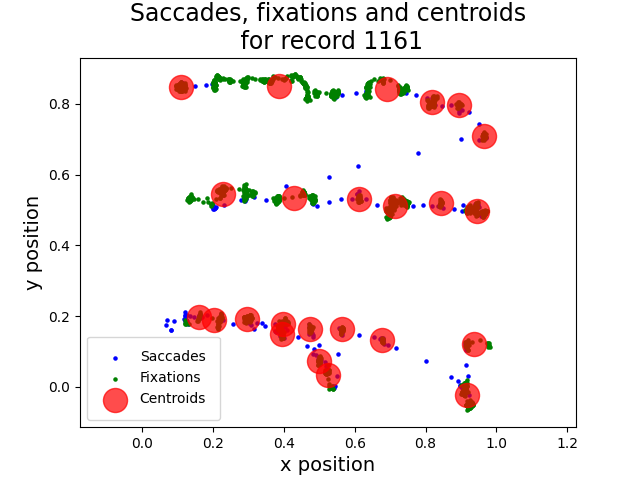 Saccades, fixations and centroids
for record 1161
y position
0.8
0.6
0.4
0.2
0.0
Saccades
Fixations
Centroids
0.0 0.2 0.4 0.6 0.8 1.0 1.2
x position